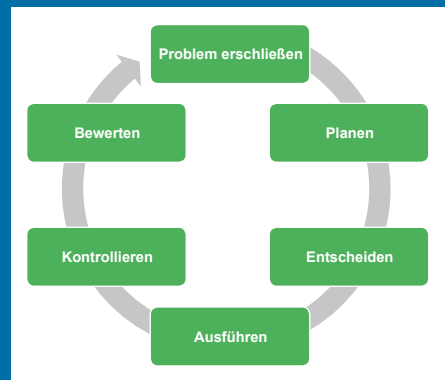 Problem erschließen
Planen
Entscheiden
Ausführen
Kontrollieren
Bewerten